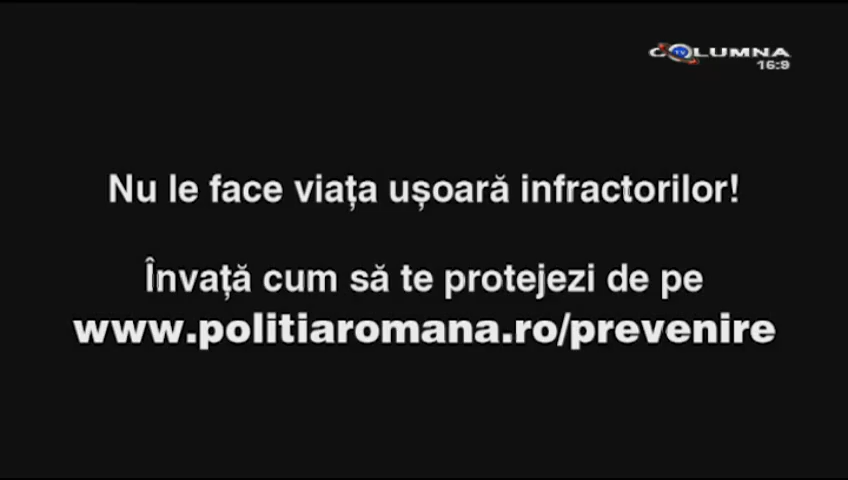 COLUMNA
TV
16:9
Nu le face viața ușoară infractorilor!
Învață cum să te protejezi de pe
www.politiaromana.ro/prevenire